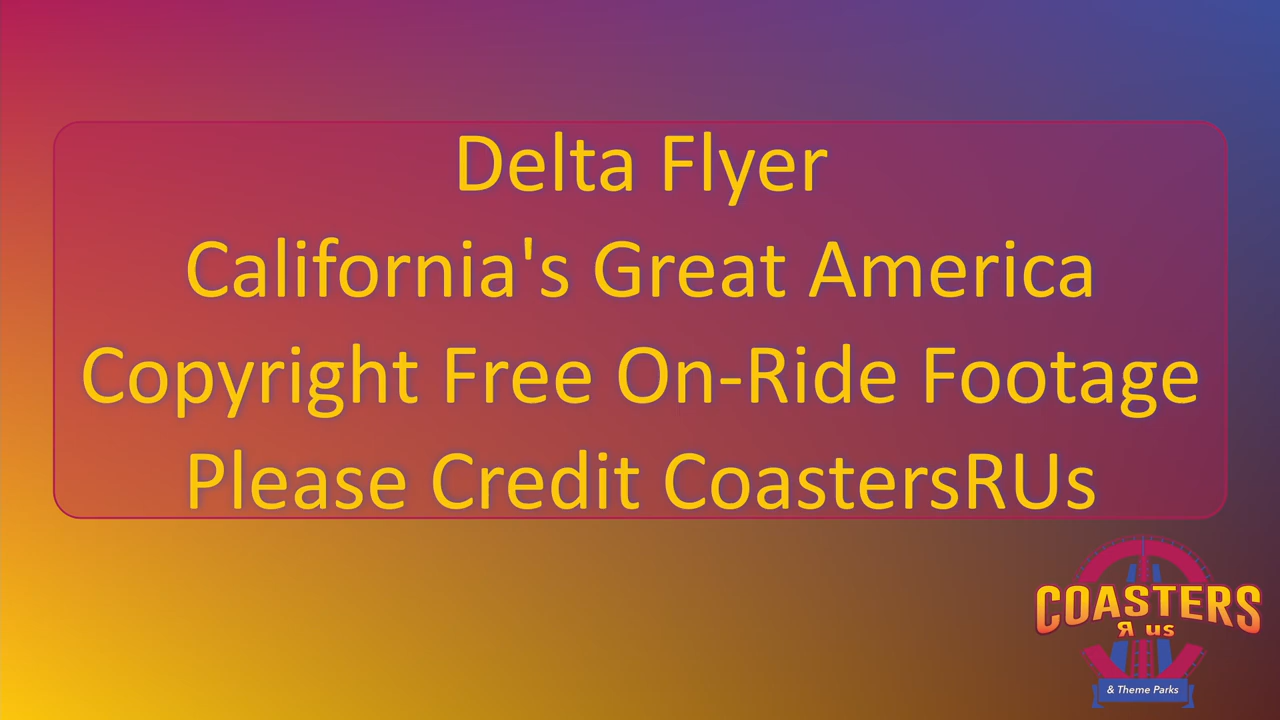 Delta Flyer
California's Great America
Copyright Free On-Ride Footage
Please Credit CoastersRUs
COASTERS
Я us
& Theme Parks